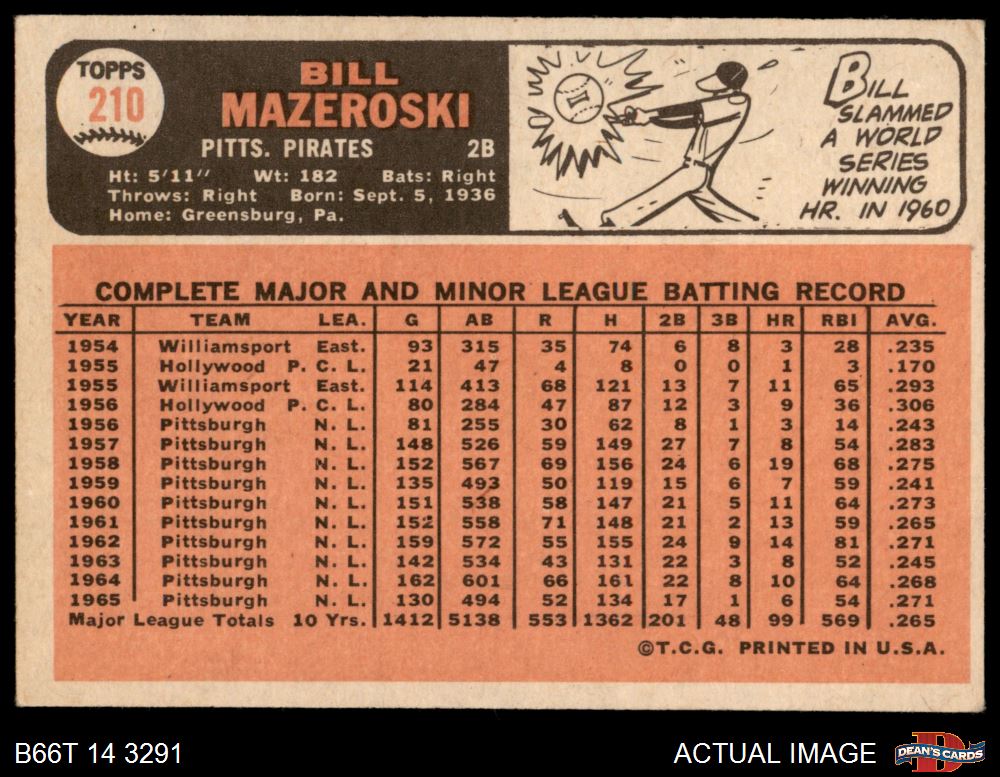 TOPPS
210
BILL
MAZEROSKI
PITTS. PIRATES 2B
Ht: 5'11" Wt: 182 Bats: Right
Throws: Right Born: Sept. 5, 1936
Home: Greensburg, Pa.
BILL
SLAMMED
A WORLD
SERIES
WINNING
HR. IN 1960
COMPLETE MAJOR AND MINOR LEAGUE BATTING RECORD
YEAR TEAM LEA. G AB R H 2B 3B HR RBI AVG.
1954 Williamsport East. 93 315 35 74 6 8 3 28 .235
1955 Hollywood P. C. L. 21 47 4 8 0 0 1 3 .170
1955 Williamsport East. 114 413 68 121 13 7 11 65 .293
1956 Hollywood P. C. L. 80 284 47 87 12 3 9 36 .306
1956 Pittsburgh N. L. 81 255 30 62 8 1 3 14 .243
1957 Pittsburgh N. L. 148 526 59 149 27 7 8 54 .283
1958 Pittsburgh N. L. 152 567 69 156 24 6 19 68 .275
1959 Pittsburgh N. L. 135 493 50 119 15 6 7 59 .241
1960 Pittsburgh N. L. 151 538 58 147 21 5 11 64 .273
1961 Pittsburgh N. L. 152 558 71 148 21 2 13 59 .265
1962 Pittsburgh N. L. 159 572 55 155 24 9 14 81 .271
1963 Pittsburgh N. L. 142 534 43 131 22 3 8 52 .245
1964 Pittsburgh N. L. 162 601 66 161 22 8 10 64 .268
1965 Pittsburgh N. L. 130 494 52 134 17 1 6 54 .271
Major League Totals 10 Yrs. 1412 5138 553 1362 201 48 99 569 .265
©T.C.G. PRINTED IN U.S.A.
B66T 14 3291 ACTUAL IMAGE DEAN'S CARDS